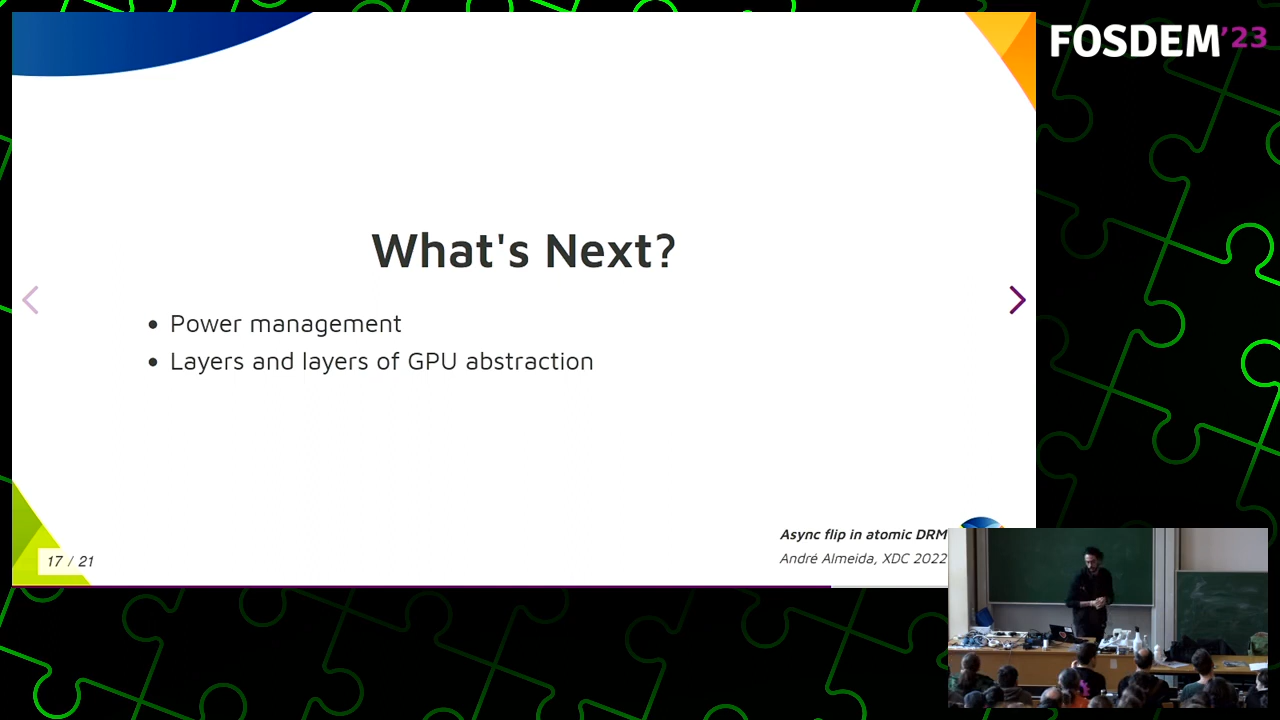 FOSDEM'23
What's Next?
Power management
Layers and layers of GPU abstraction
Async flip in atomic DRM
André Almeida, XDC 2022
17 / 21